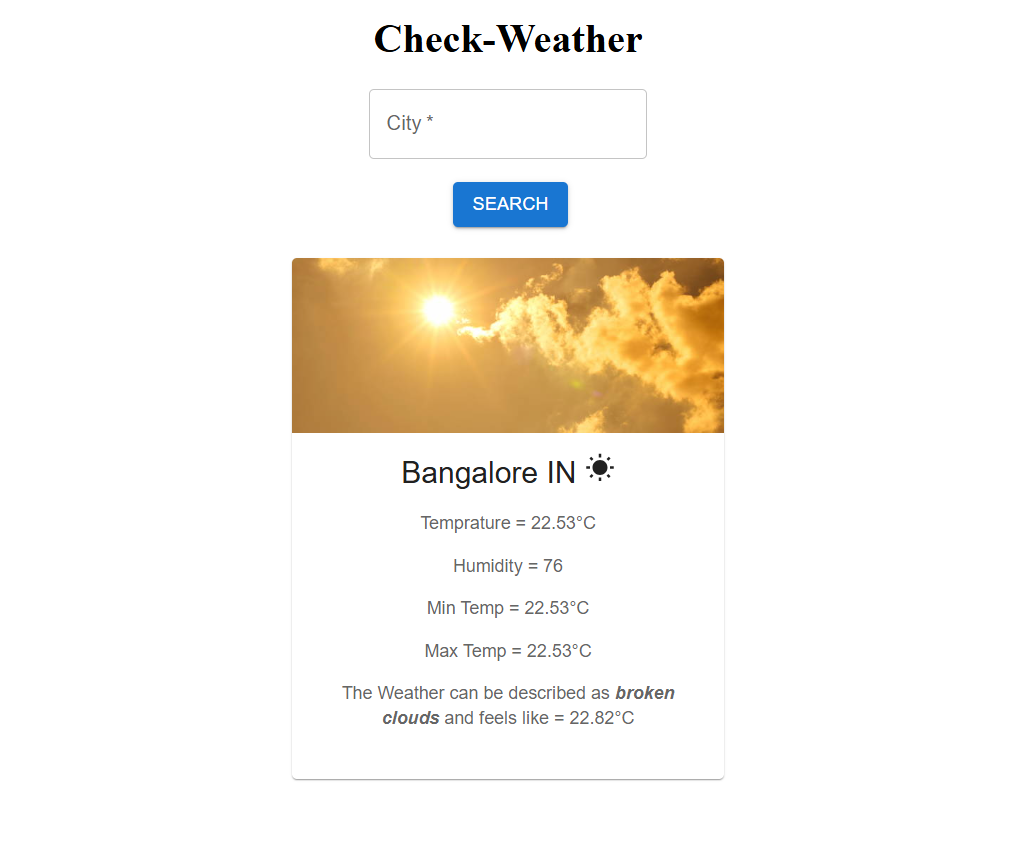 Check-Weather
City *
SEARCH
Bangalore IN
Temprature = 22.53°C
Humidity = 76
Min Temp = 22.53°C
Max Temp = 22.53°C
The Weather can be described as broken
clouds and feels like = 22.82°C